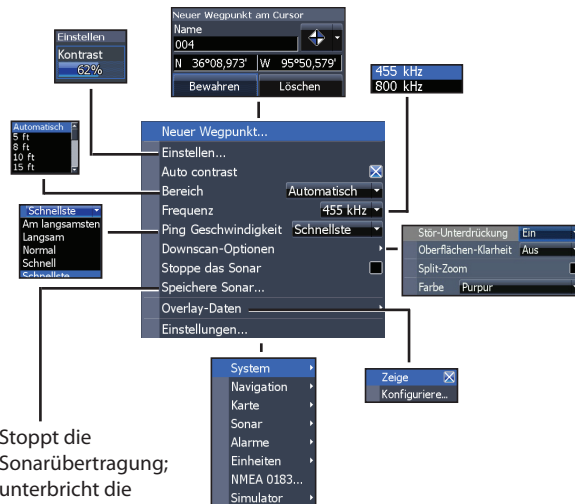 Neuer Wegpunkt am Cursor
Name
004
N 36°08,973' W 95°50,579'
Bewahren Löschen
Einstellen
Kontrast
62%
455 kHz
800 kHz
Automatisch
5 ft
8 ft
10 ft
15 ft
Schnellste
Am langsamsten
Langsam
Normal
Schnell
Schnellste
Neuer Wegpunkt...
Einstellen...
Auto contrast
Bereich Automatisch
Frequenz 455 kHz
Ping Geschwindigkeit Schnellste
Downscan-Optionen
Stoppe das Sonar
Speichere Sonar...
Overlay-Daten
Einstellungen...
Stör-Unterdrückung Ein
Oberflächen-Klarheit Aus
Split-Zoom
Farbe Purpur
System
Navigation
Karte
Sonar
Alarme
Einheiten
NMEA 0183...
Simulator
Zeige
Konfiguriere...
Stoppt die
Sonarübertragung;
unterbricht die